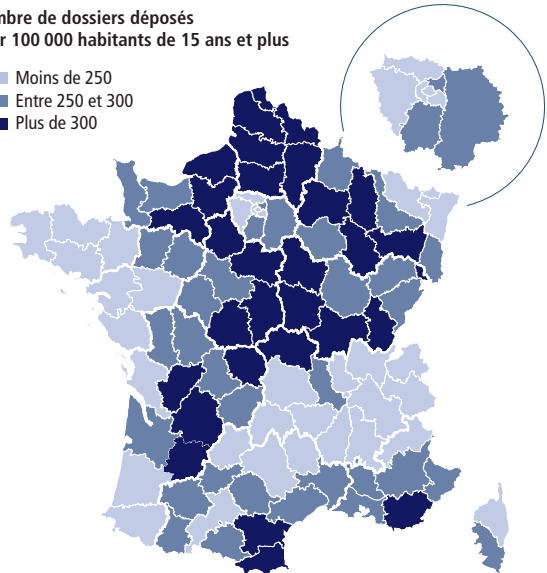 mbre de dossiers déposés
r 100 000 habitants de 15 ans et plus
Moins de 250
Entre 250 et 300
Plus de 300